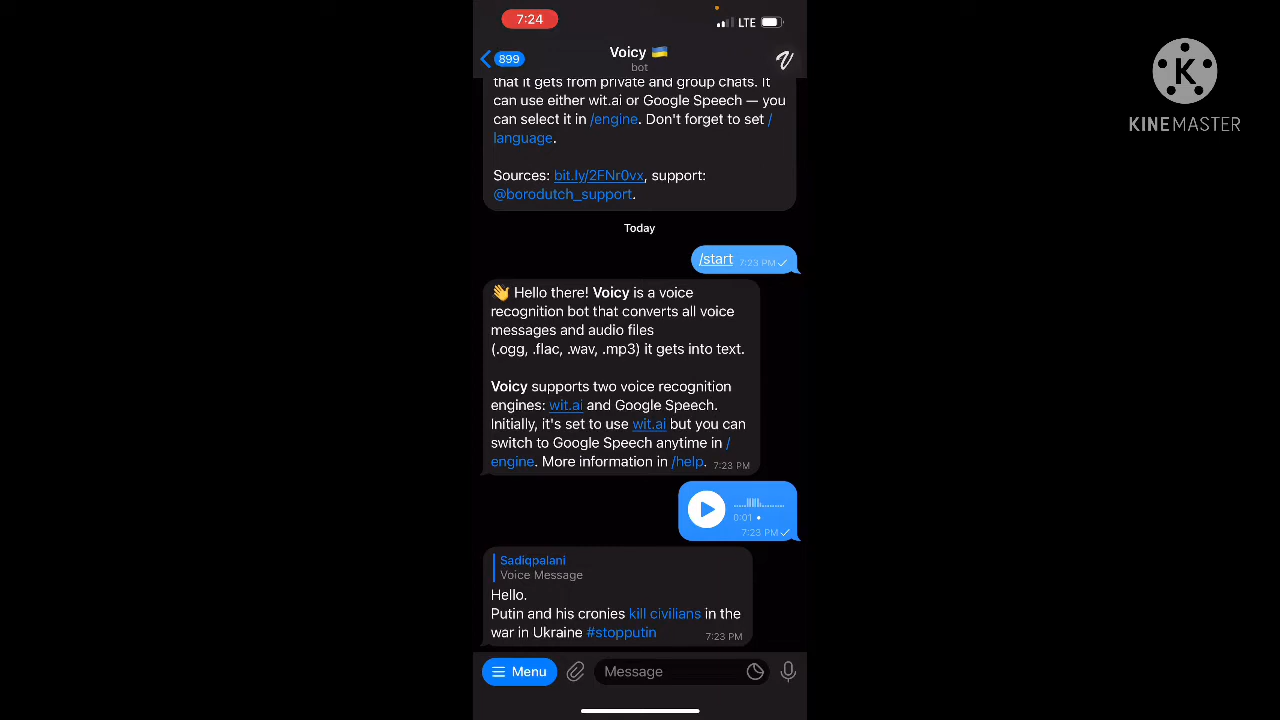 7:24
LTE
899
Voicy 🇺🇦
bot
that it gets from private and group chats. It
can use either wit.ai or Google Speech — you
can select it in /engine. Don't forget to set /
language.
Sources: bit.ly/2FNr0vx, support:
@borodutch_support.
Today
/start 7:23 PM
👋 Hello there! Voicy is a voice
recognition bot that converts all voice
messages and audio files
(.ogg, .flac, .wav, .mp3) it gets into text.
Voicy supports two voice recognition
engines: wit.ai and Google Speech.
Initially, it's set to use wit.ai but you can
switch to Google Speech anytime in /
engine. More information in /help. 7:23 PM
0:01
7:23 PM
Sadiqpalani
Voice Message
Hello.
Putin and his cronies kill civilians in the
war in Ukraine #stopputin 7:23 PM
Menu
Message
K
KINEMASTER